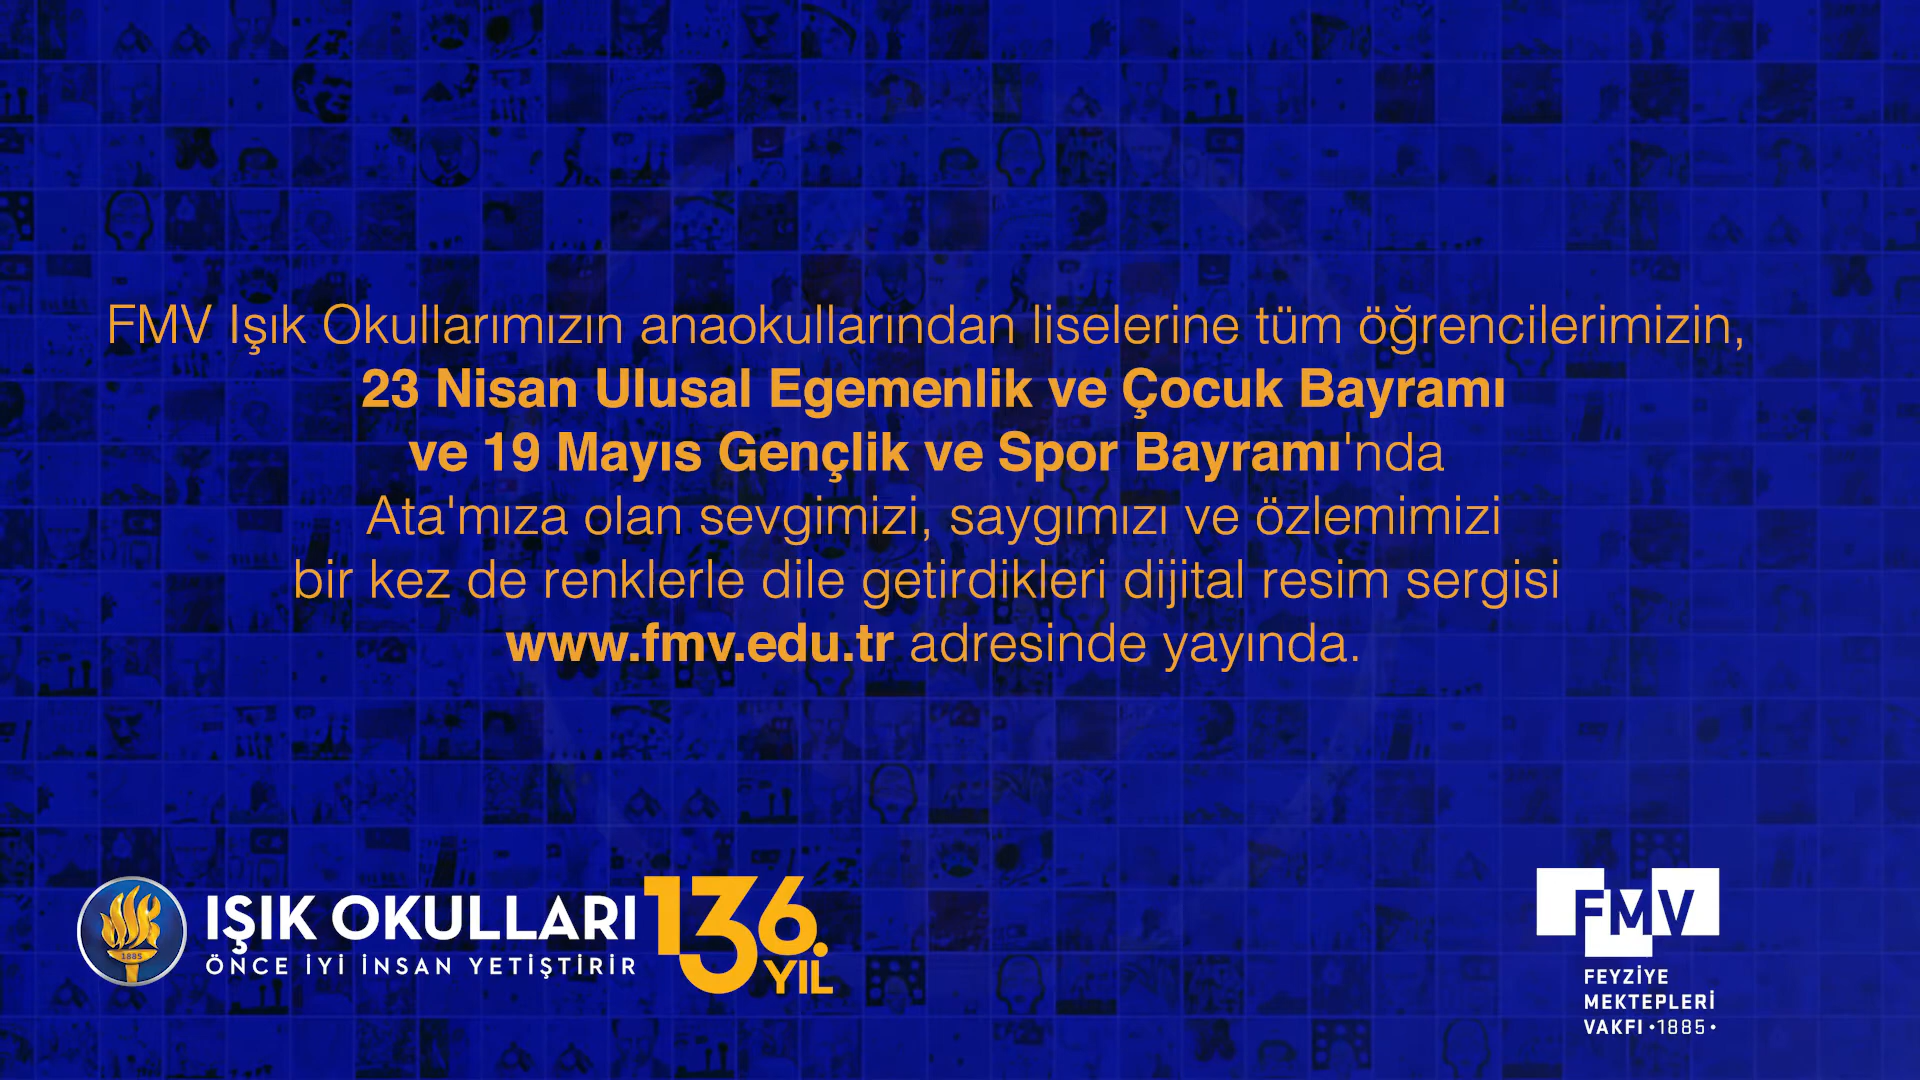 FMV Işık Okullarımızın anaokullarından liselerine tüm öğrencilerimizin,
23 Nisan Ulusal Egemenlik ve Çocuk Bayramı
ve 19 Mayıs Gençlik ve Spor Bayramı'nda
Ata'mıza olan sevgimizi, saygımızı ve özlemimizi
bir kez de renklerle dile getirdikleri dijital resim sergisi
www.fmv.edu.tr adresinde yayında.
1885
IŞIK OKULLARI
ÖNCE İYİ İNSAN YETİŞTİRİR
136.
YIL
FMV
FEYZİYE
MEKTEPLERİ
VAKFI •1885•